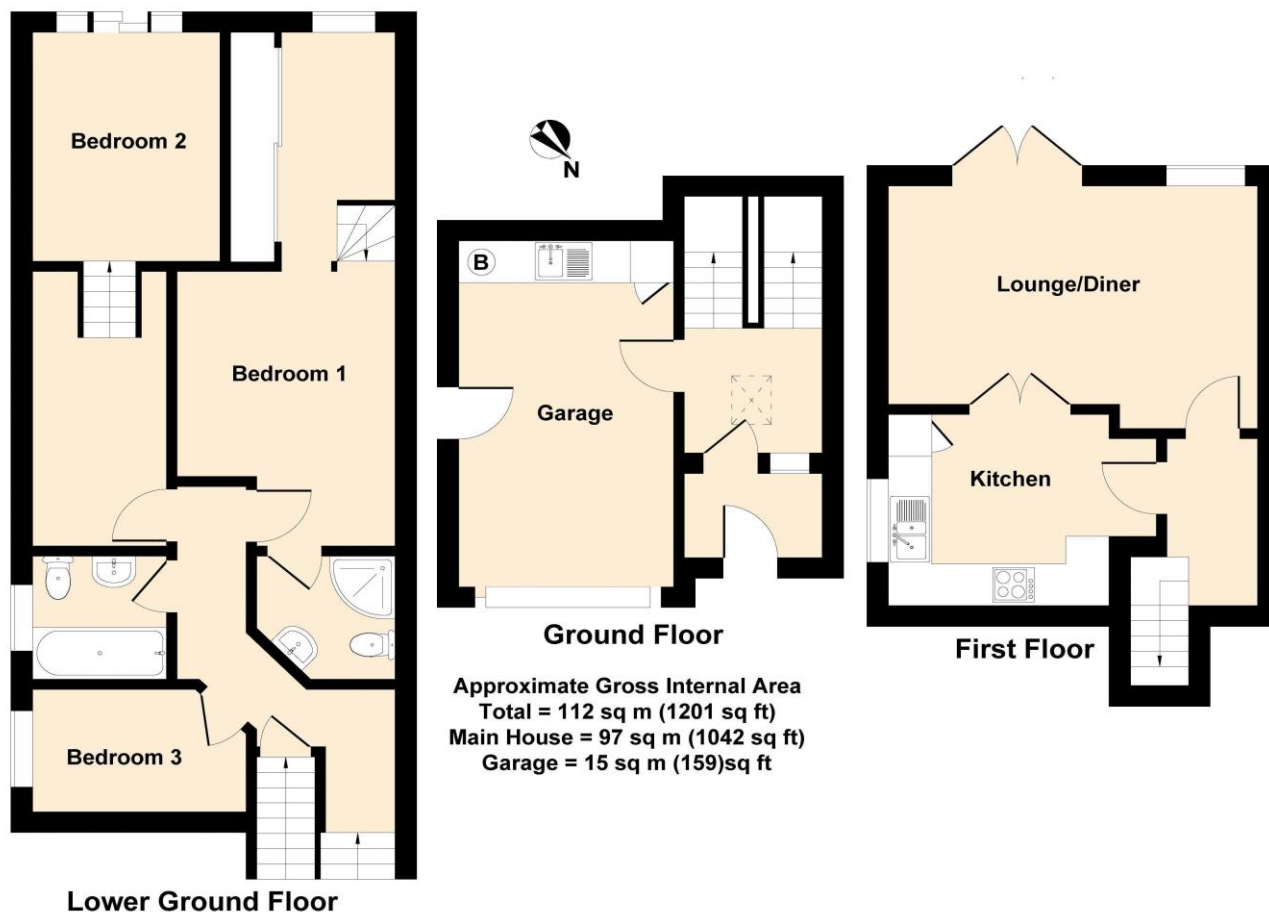 Bedroom 2
Bedroom 1
Bedroom 3
Lower Ground Floor
N
B
Garage
Ground Floor
Approximate Gross Internal Area
Total = 112 sq m (1201 sq ft)
Main House = 97 sq m (1042 sq ft)
Garage = 15 sq m (159)sq ft
Lounge/Diner
Kitchen
First Floor